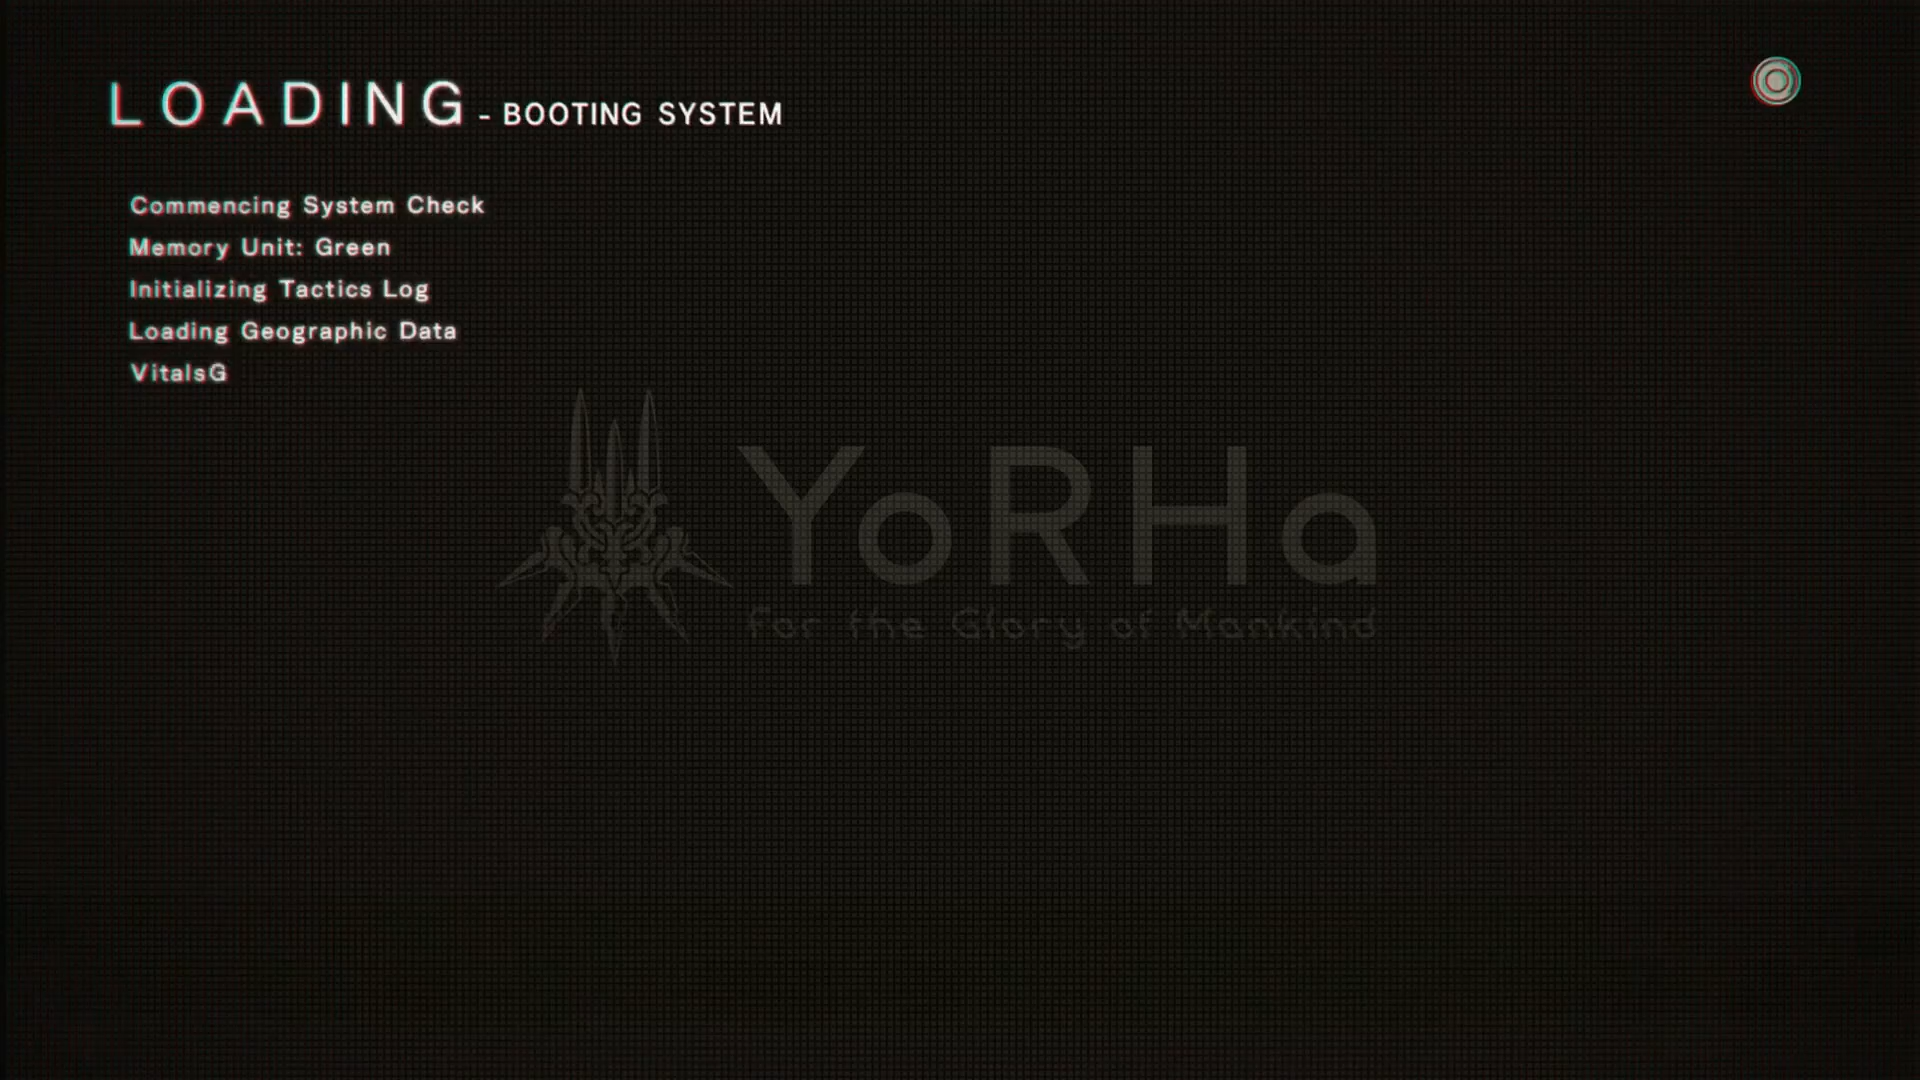 LOADING - BOOTING SYSTEM
Commencing System Check
Memory Unit: Green
Initializing Tactics Log
Loading Geographic Data
VitalsG
YoRHa
For the Glory of Mankind